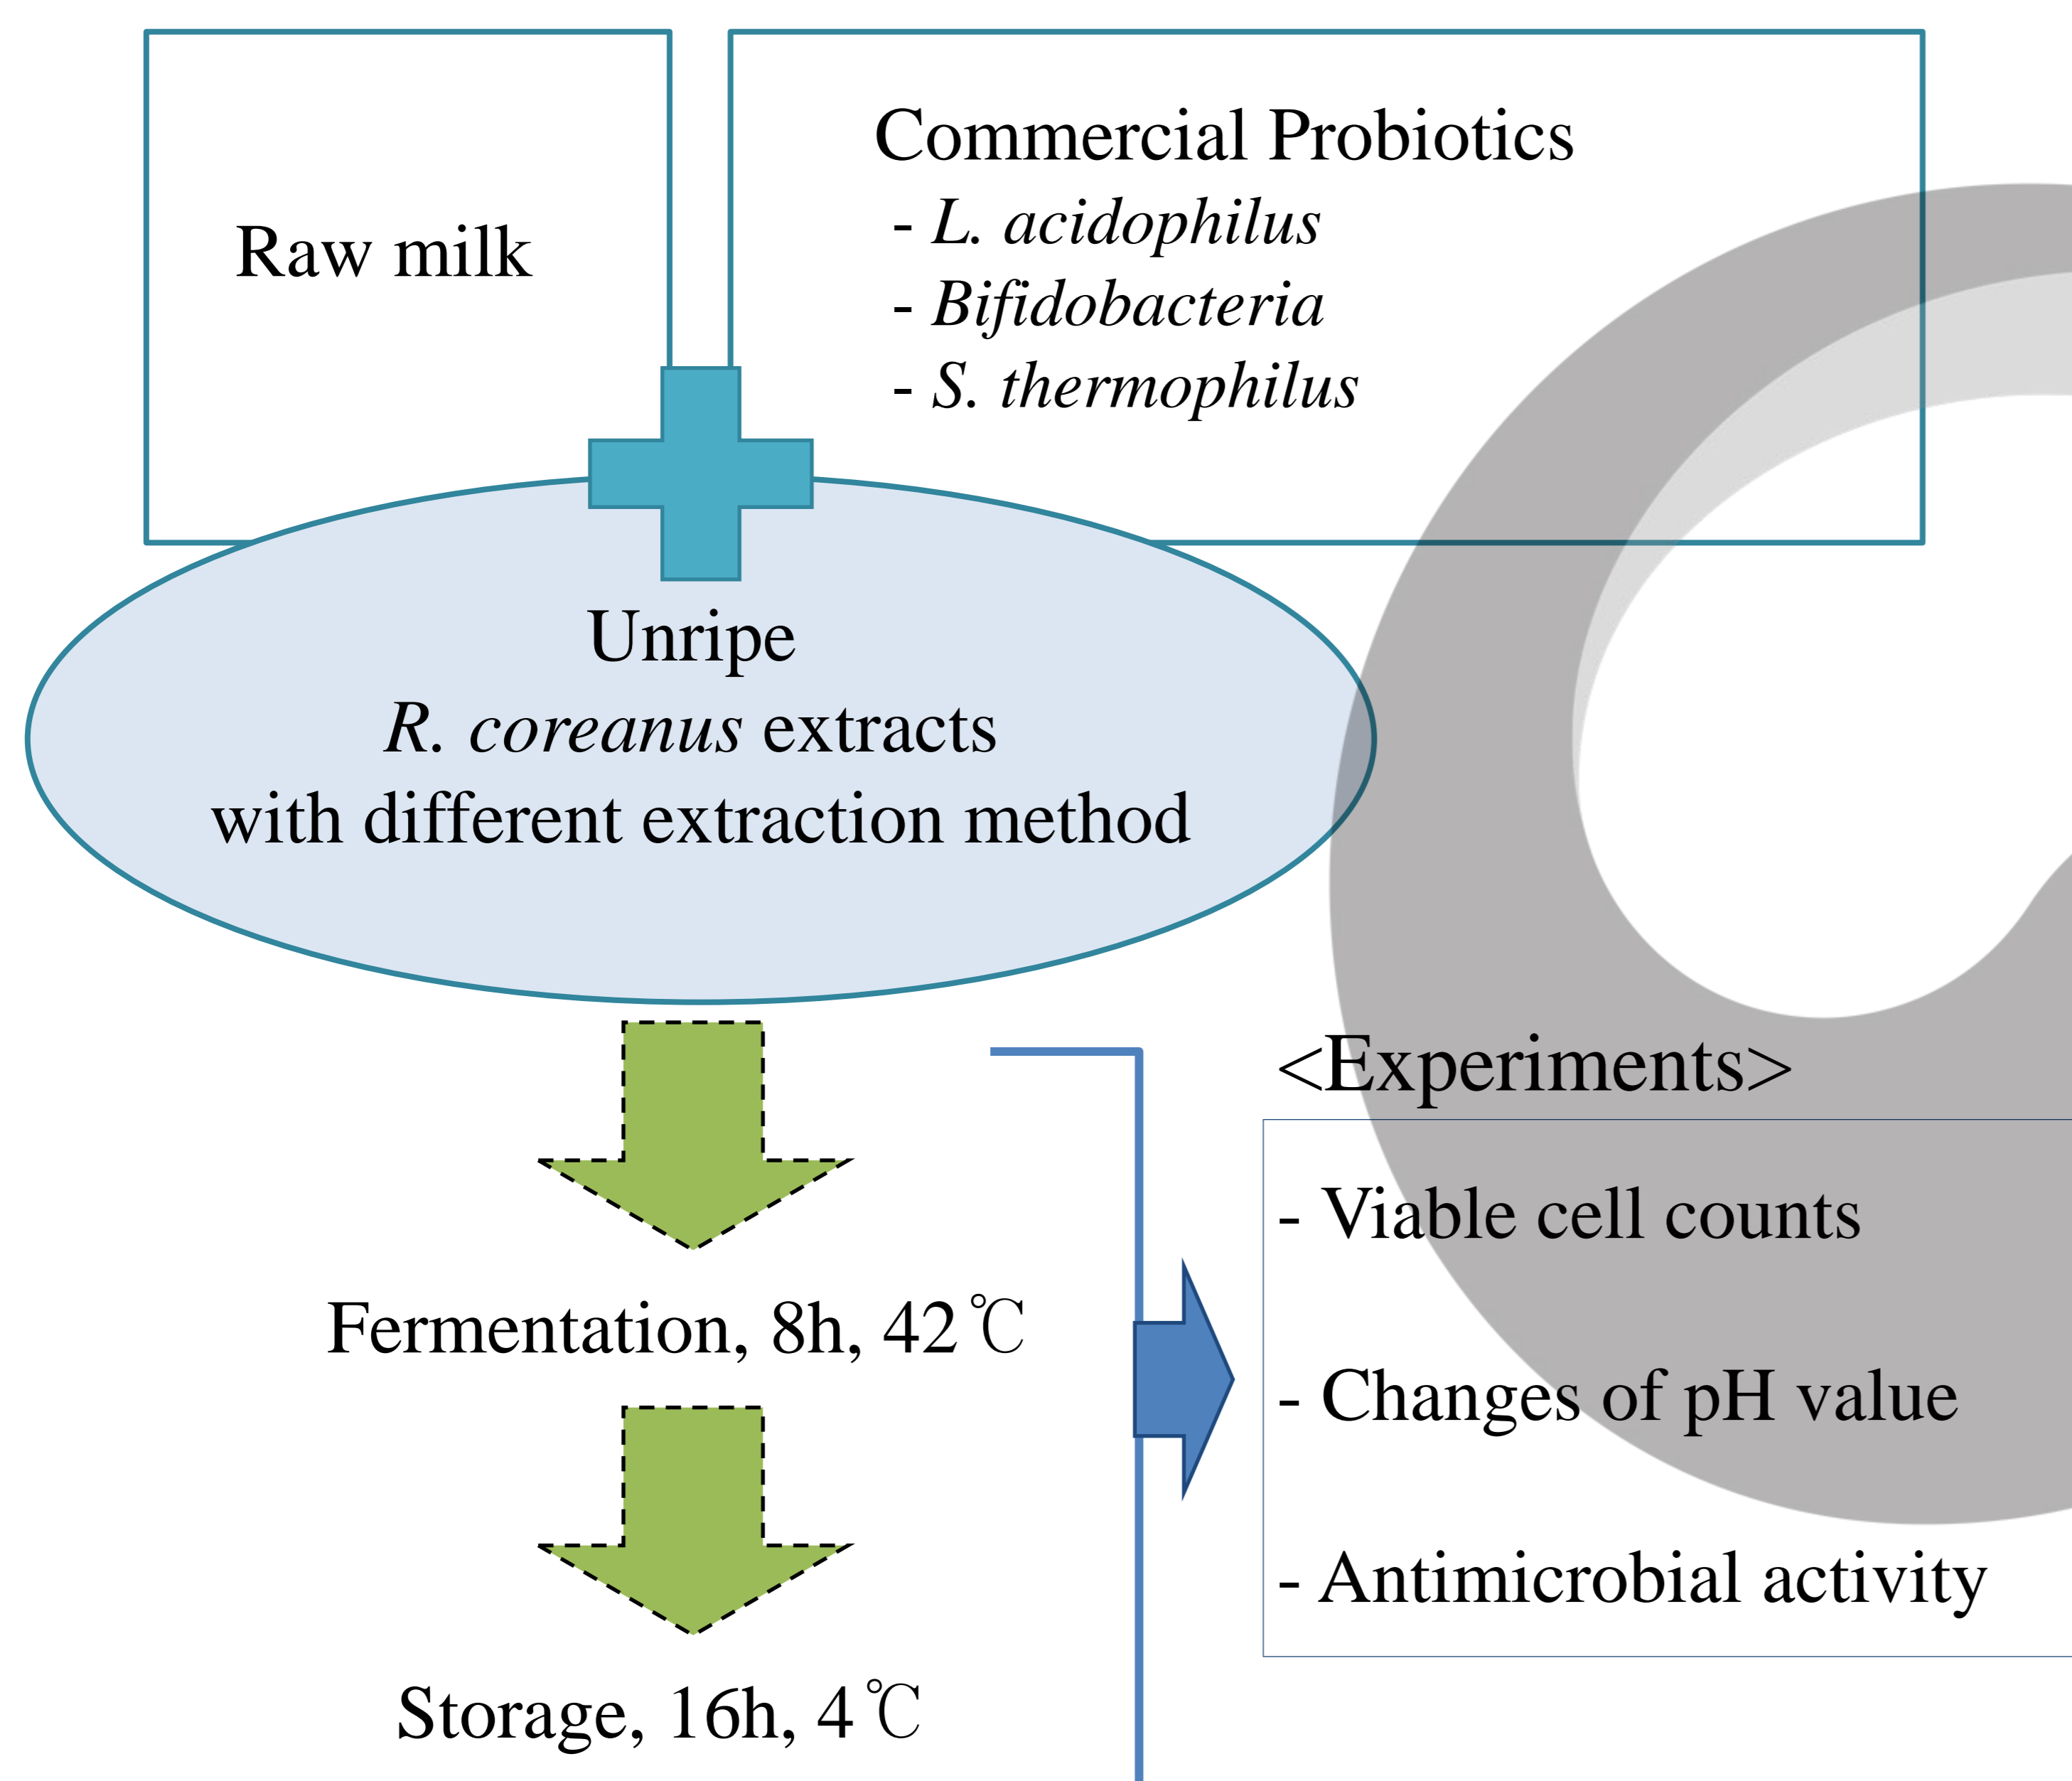 Raw milk
Commercial Probiotics
- L. acidophilus
- Bifidobacteria
- S. thermophilus
Unripe
R. coreanus extracts
with different extraction method
Fermentation, 8h, 42℃
Storage, 16h, 4℃
<Experiments>
- Viable cell counts
- Changes of pH value
- Antimicrobial activity